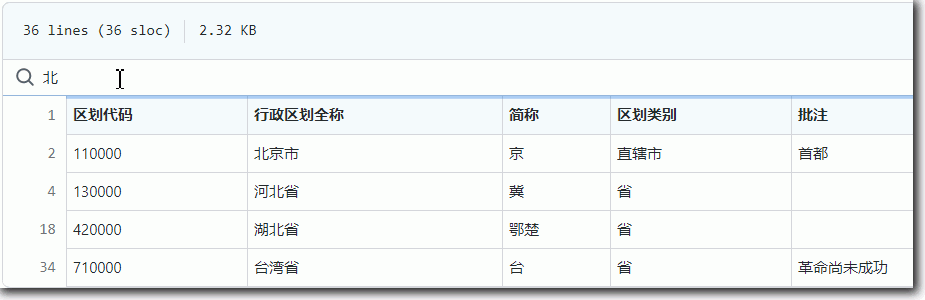 36 lines (36 sloc) 2.32 KB
北
1 区划代码 行政区划全称 简称 区划类别 批注
2 110000 北京市 京 直辖市 首都
4 130000 河北省 冀 省
18 420000 湖北省 鄂楚 省
34 710000 台湾省 台 省 革命尚未成功